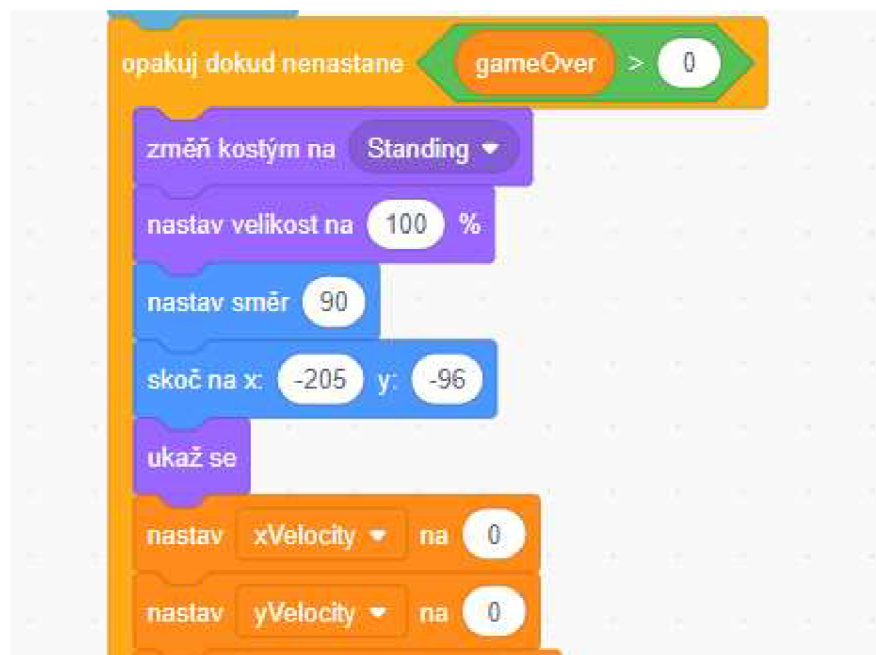 opakuj dokud nenastane gameOver > 0
změň kostým na Standing
nastav velikost na 100 %
nastav směr 90
skoč na x: -205 y: -96
ukaž se
nastav xVelocity na 0
nastav yVelocity na 0